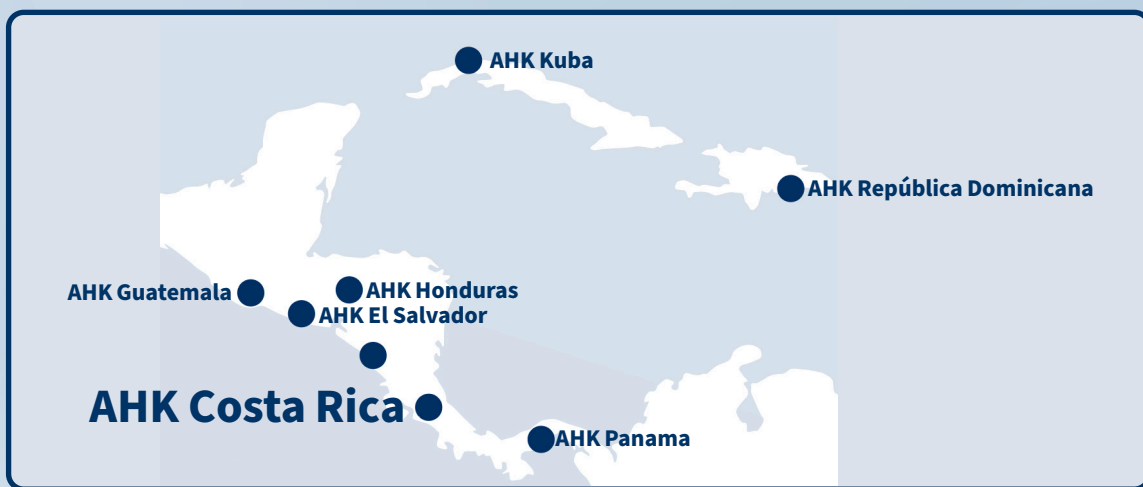 AHK Kuba
AHK República Dominicana
AHK Guatemala
AHK Honduras
AHK El Salvador
AHK Costa Rica
AHK Panama